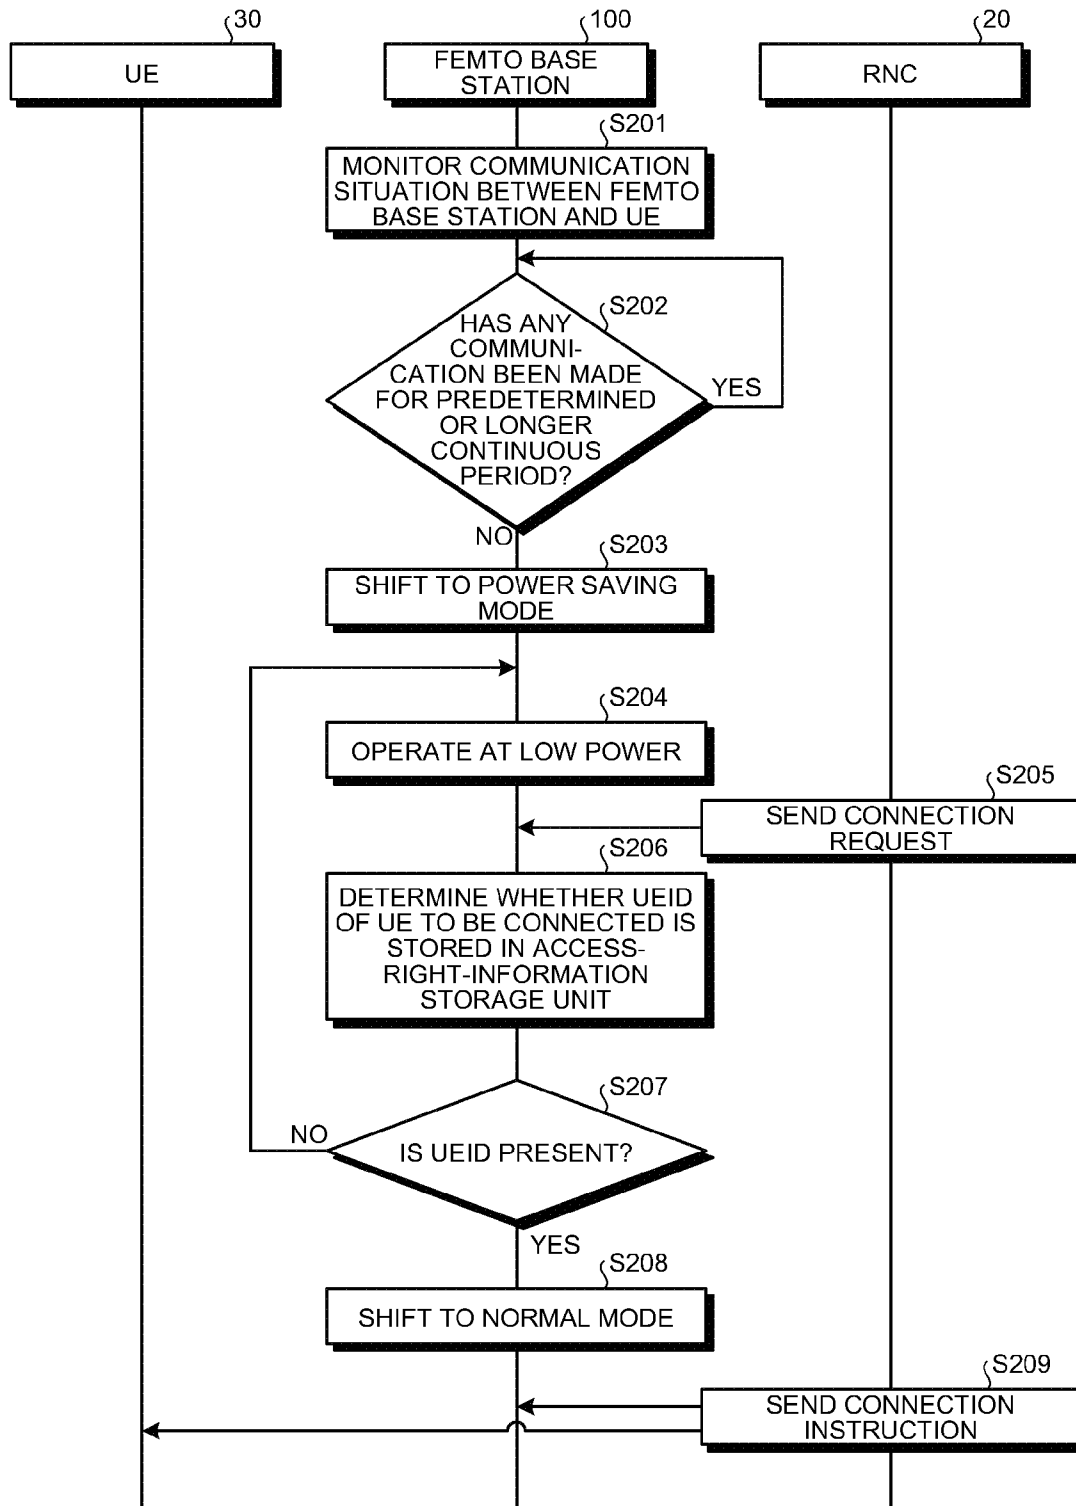 30
100
20
UE
FEMTO BASE
STATION
RNC
S201
MONITOR COMMUNICATION
SITUATION BETWEEN FEMTO
BASE STATION AND UE
S202
HAS ANY
COMMUNI-
CATION BEEN MADE
FOR PREDETERMINED
OR LONGER
CONTINUOUS
PERIOD?
YES
NO
S203
SHIFT TO POWER SAVING
MODE
S204
OPERATE AT LOW POWER
S205
SEND CONNECTION
REQUEST
S206
DETERMINE WHETHER UEID
OF UE TO BE CONNECTED IS
STORED IN ACCESS-
RIGHT-INFORMATION
STORAGE UNIT
S207
NO
IS UEID PRESENT?
YES
S208
SHIFT TO NORMAL MODE
S209
SEND CONNECTION
INSTRUCTION